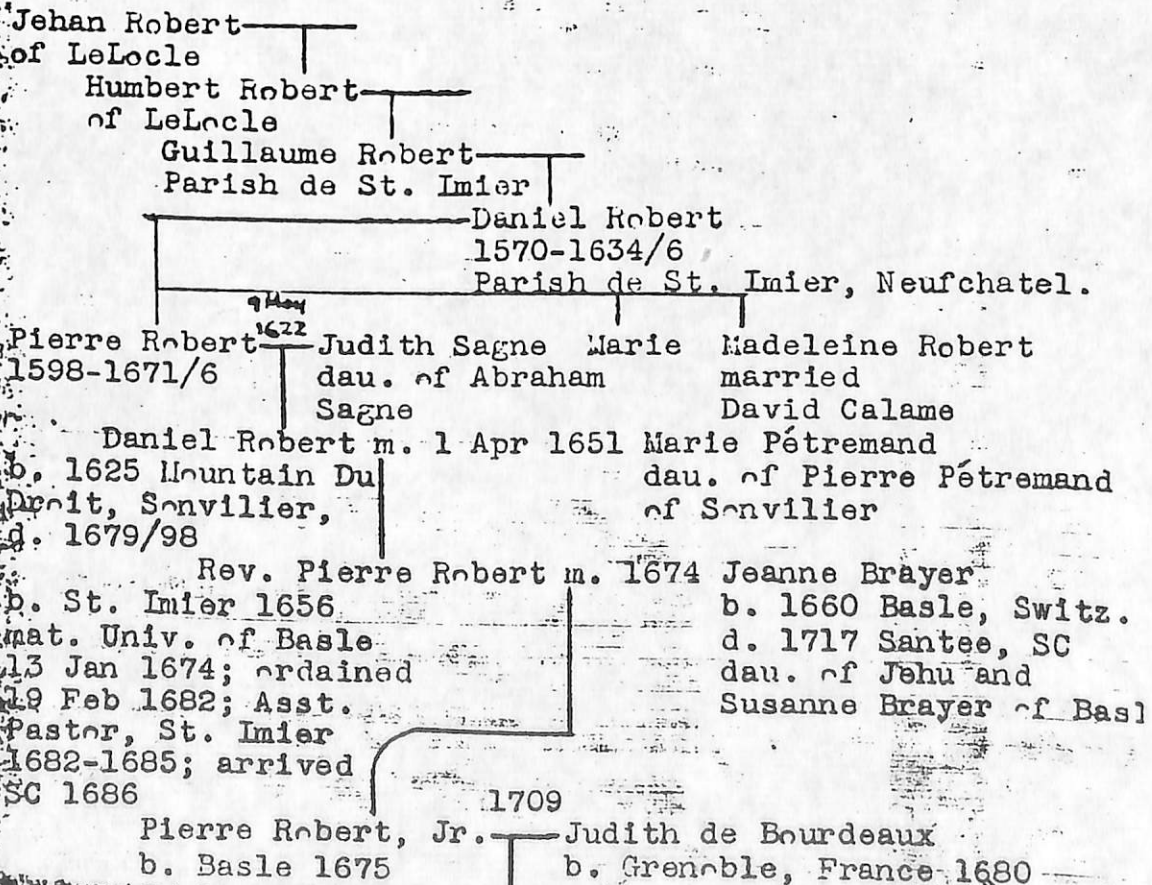 Jehan Robert
of LeLocle
Humbert Robert
of LeLocle
Guillaume Robert
Parish de St. Imier
Daniel Robert
1570-1634/6
Parish de St. Imier, Neufchatel.
9 May
1622
Pierre Robert Judith Sagne Marie Madeleine Robert
1598-1671/6 dau. of Abraham married
Sagne David Calame
Daniel Robert m. 1 Apr 1651 Marie Pétremand
b. 1625 Mountain Du dau. of Pierre Pétremand
Droit, Sonvilier, of Sonvilier
d. 1679/98
Rev. Pierre Robert m. 1674 Jeanne Brayer
b. St. Imier 1656 b. 1660 Basle, Switz.
mat. Univ. of Basle d. 1717 Santee, SC
13 Jan 1674; ordained dau. of Jehu and
19 Feb 1682; Asst. Susanne Brayer of Basl
Pastor, St. Imier
1682-1685; arrived
SC 1686
1709
Pierre Robert, Jr. Judith de Bourdeaux
b. Basle 1675 b. Grenoble, France 1680